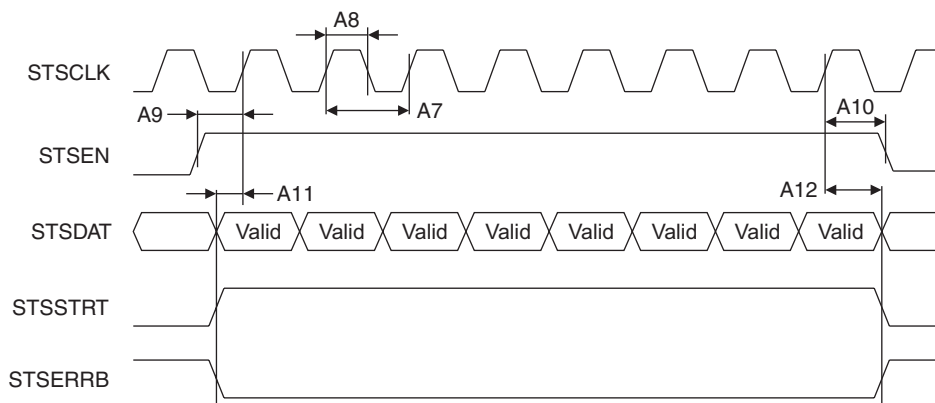 A8
STSCLK
A9
A7
A10
STSEN
A11
A12
STSDAT
Valid Valid Valid Valid Valid Valid Valid Valid
STSSTRT
STSERRB